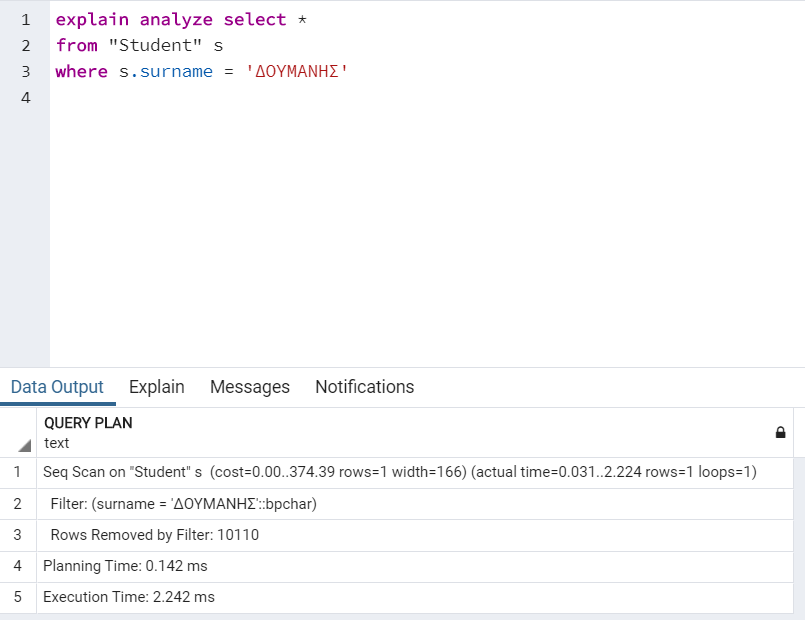 1 explain analyze select *
2 from "Student" s
3 where s.surname = 'ΔΟΥΜΑΝΗΣ'
4
Data Output Explain Messages Notifications
QUERY PLAN
text
1 Seq Scan on "Student" s (cost=0.00..374.39 rows=1 width=166) (actual time=0.031..2.224 rows=1 loops=1)
2 Filter: (surname = 'ΔΟΥΜΑΝΗΣ'::bpchar)
3 Rows Removed by Filter: 10110
4 Planning Time: 0.142 ms
5 Execution Time: 2.242 ms